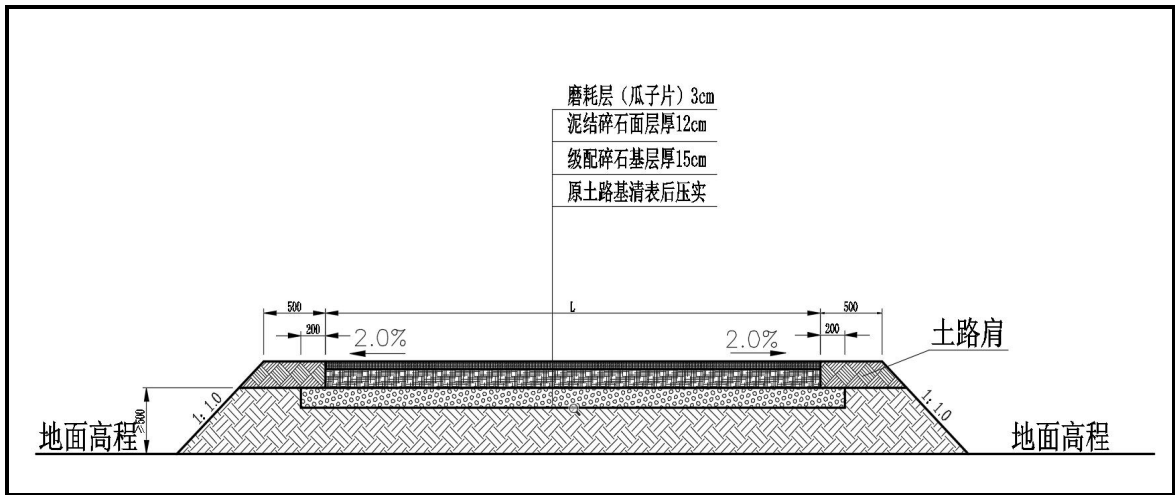 磨耗层（瓜子片）3cm
泥结碎石面层厚12cm
级配碎石基层厚15cm
原土路基清表后压实
500
L
500
200
200
2.0%
2.0%
土路肩
1:1.0
≥500
1:1.0
地面高程
地面高程